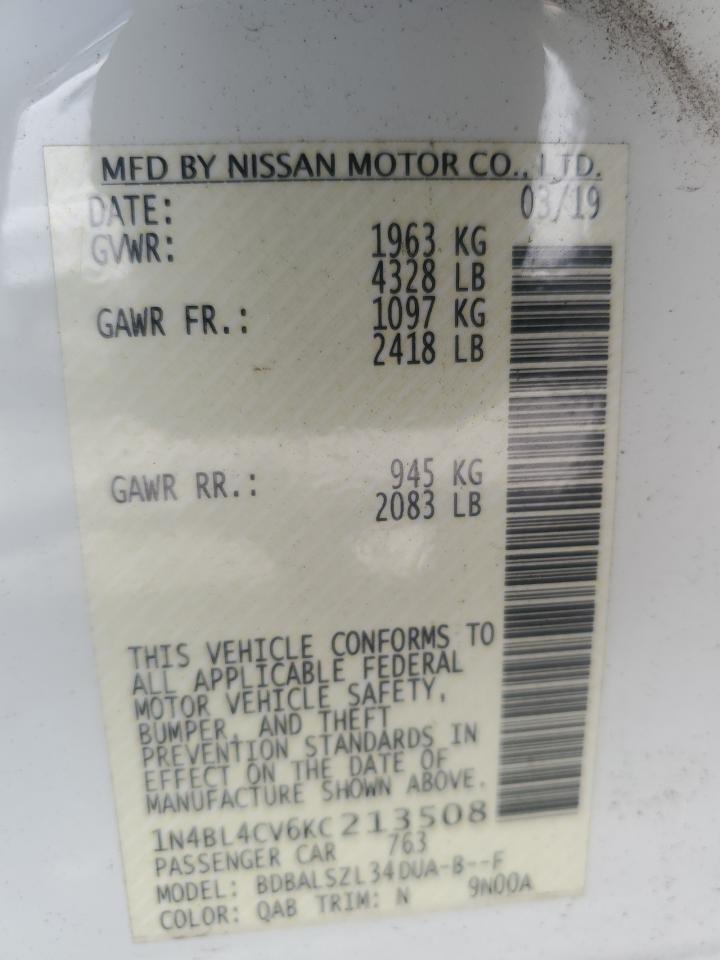 MFD BY NISSAN MOTOR CO., LTD.
DATE: 03/19
GVWR: 1963 KG
4328 LB
GAWR FR.: 1097 KG
2418 LB
GAWR RR.: 945 KG
2083 LB
THIS VEHICLE CONFORMS TO
ALL APPLICABLE FEDERAL
MOTOR VEHICLE SAFETY,
BUMPER, AND THEFT
PREVENTION STANDARDS IN
EFFECT ON THE DATE OF
MANUFACTURE SHOWN ABOVE.
1N4BL4CV6KC213508
PASSENGER CAR 763
MODEL: BDBALSZL34DUA-B--F
COLOR: QAB TRIM: N 9N00A